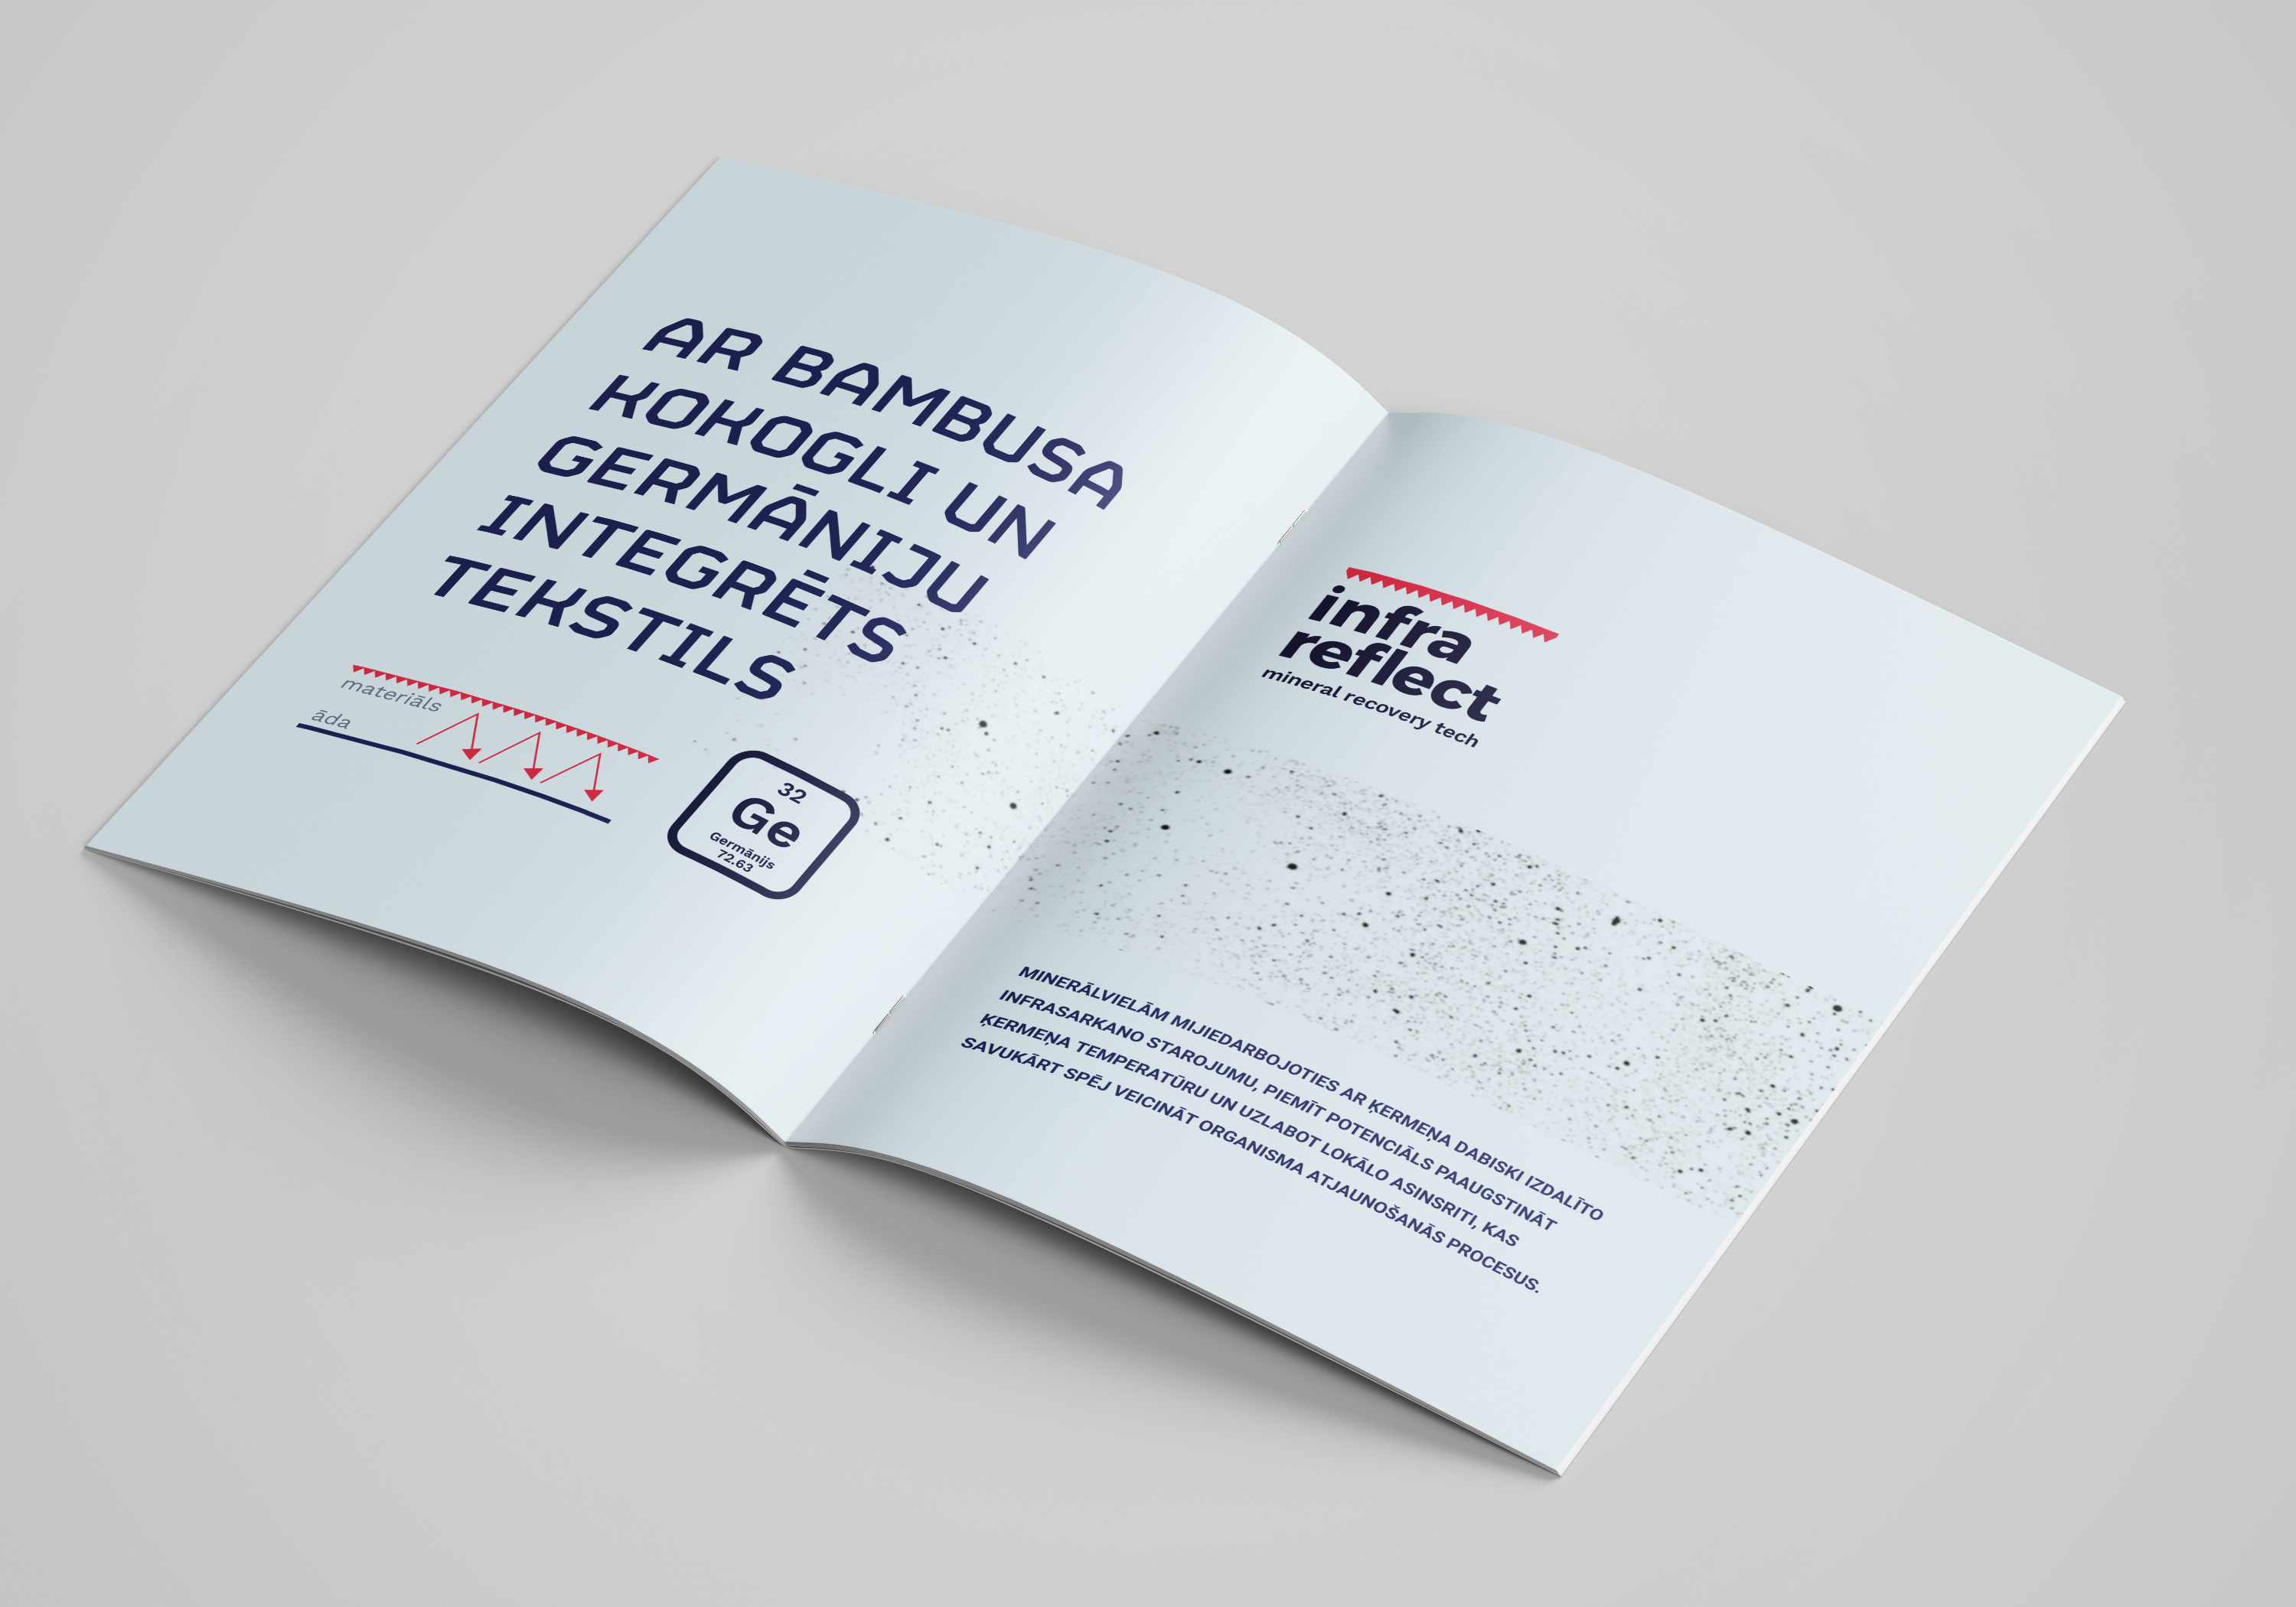 AR BAMBUSA
KOKOGLI UN
GERMĀNIJU
INTEGRĒTS
TEKSTILS
materiāls
āda
32
Ge
Germānijs
72.63
infra
reflect
mineral recovery tech
MINERĀLVIELĀM MIJIEDARBOJOTIES AR ĶERMEŅA DABISKI IZDALĪTO
INFRASARKANO STAROJUMU, PIEMĪT POTENCIĀLS PAAUGSTINĀT
ĶERMEŅA TEMPERATŪRU UN UZLABOT LOKĀLO ASINSRITI, KAS
SAVUKĀRT SPĒJ VEICINĀT ORGANISMA ATJAUNOŠANĀS PROCESUS.